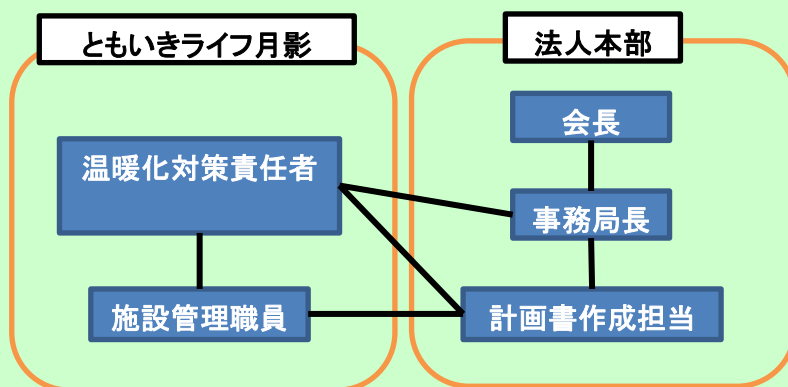 ともいきライフ月影
温暖化対策責任者
施設管理職員
法人本部
会長
事務局長
計画書作成担当